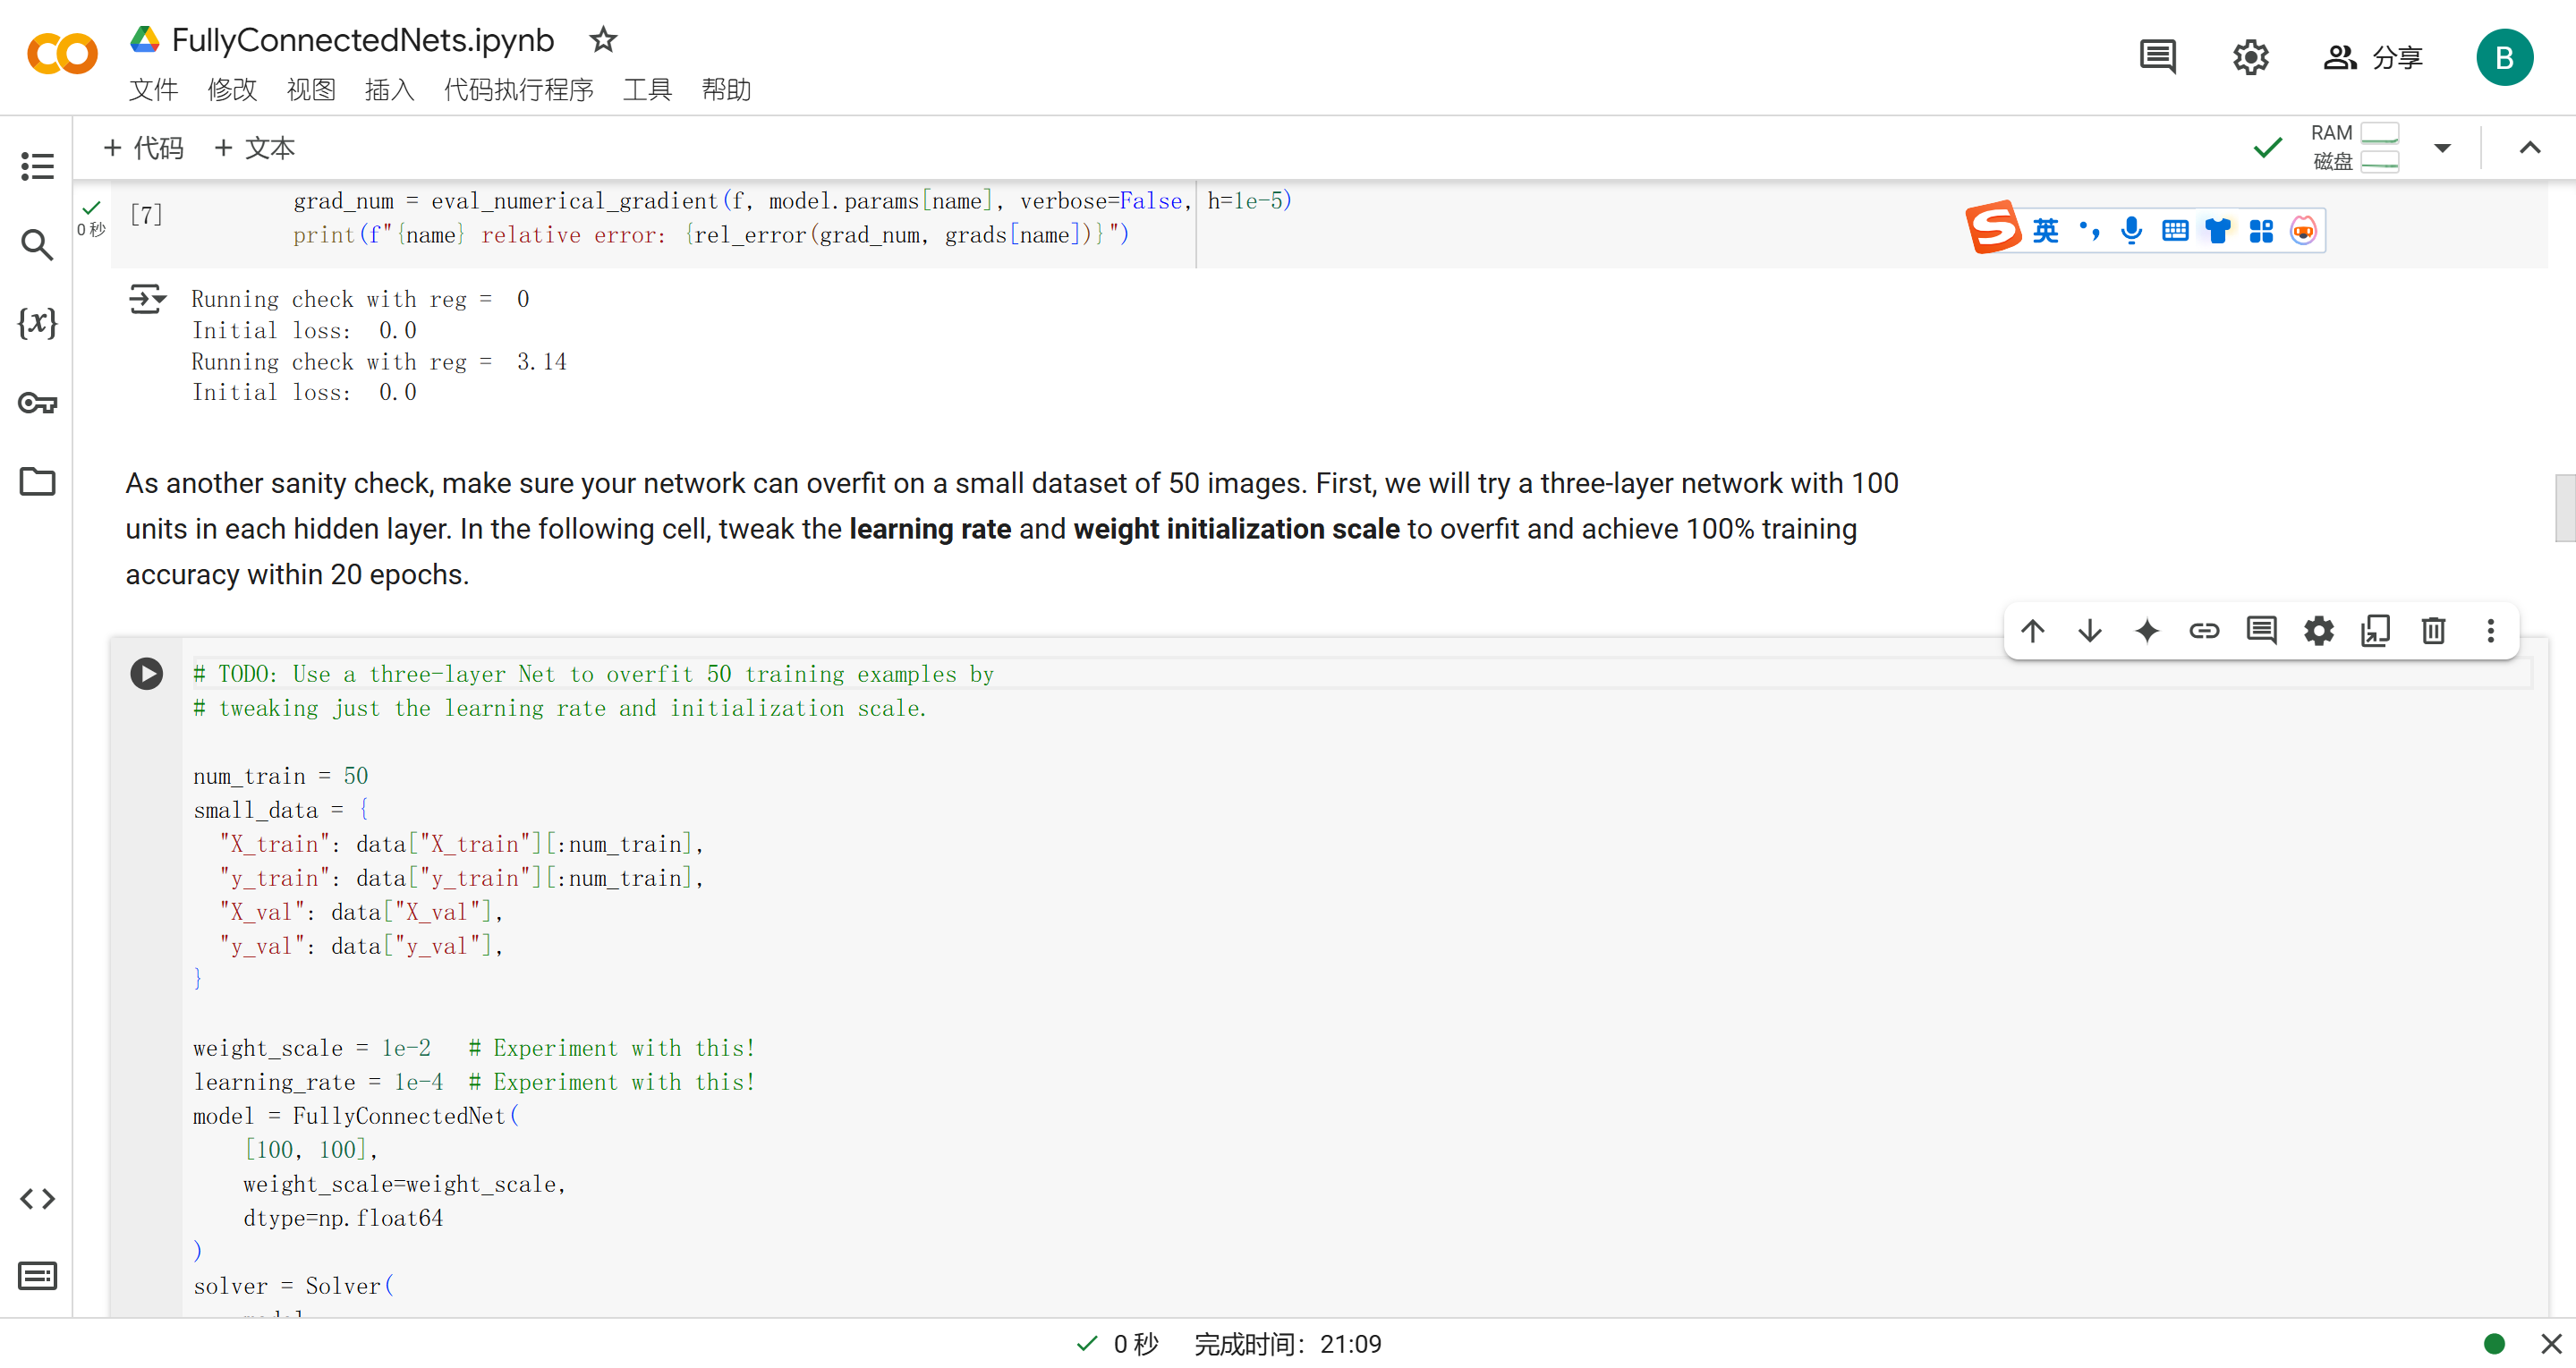 FullyConnectedNets.ipynb
文件 修改 视图 插入 代码执行程序 工具 帮助
分享
B
+ 代码 + 文本
RAM
磁盘
0 秒
[7]
grad_num = eval_numerical_gradient(f, model.params[name], verbose=False, h=1e-5)
print(f"{name} relative error: {rel_error(grad_num, grads[name])}")
英
Running check with reg =  0
Initial loss:  0.0
Running check with reg =  3.14
Initial loss:  0.0
As another sanity check, make sure your network can overfit on a small dataset of 50 images. First, we will try a three-layer network with 100
units in each hidden layer. In the following cell, tweak the learning rate and weight initialization scale to overfit and achieve 100% training
accuracy within 20 epochs.
# TODO: Use a three-layer Net to overfit 50 training examples by
# tweaking just the learning rate and initialization scale.
num_train = 50
small_data = {
  "X_train": data["X_train"][:num_train],
  "y_train": data["y_train"][:num_train],
  "X_val": data["X_val"],
  "y_val": data["y_val"],
}
weight_scale = 1e-2   # Experiment with this!
learning_rate = 1e-4  # Experiment with this!
model = FullyConnectedNet(
    [100, 100],
    weight_scale=weight_scale,
    dtype=np.float64
)
solver = Solver(
0 秒 完成时间：21:09